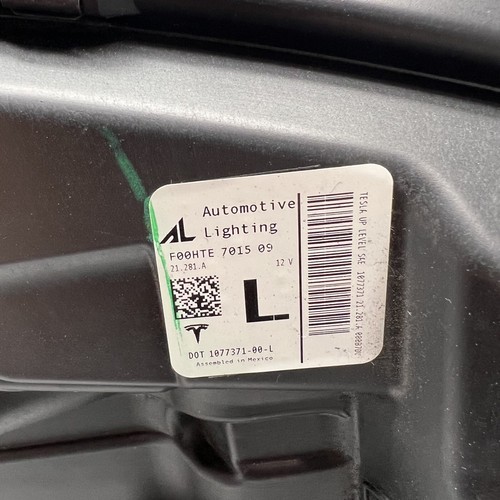 AL
Automotive
Lighting
F00HTE 7015 09
21.281.A
12 V
L
DOT 1077371-00-L
Assembled in Mexico
TESLA UP LEVEL SAE 1077371 21.281.A